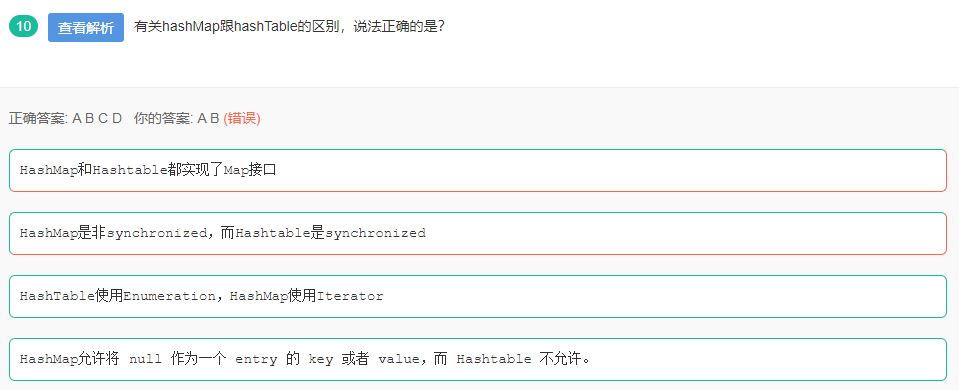 10 查看解析 有关hashMap跟hashTable的区别，说法正确的是？
正确答案: A B C D 你的答案: A B (错误)
HashMap和Hashtable都实现了Map接口
HashMap是非synchronized，而Hashtable是synchronized
HashTable使用Enumeration，HashMap使用Iterator
HashMap允许将 null 作为一个 entry 的 key 或者 value，而 Hashtable 不允许。